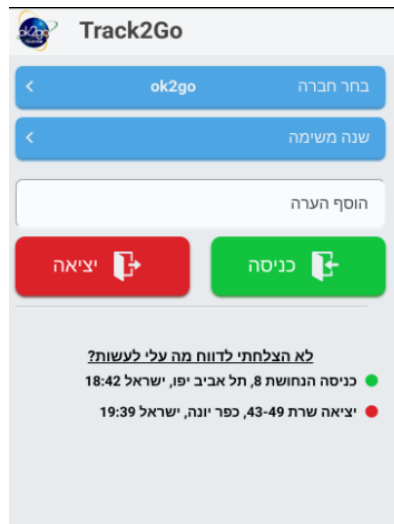 ok2go
Track2Go
בחר חברה ok2go
שנה משימה
הוסף הערה
כניסה
יציאה
לא הצלחתי לדווח מה עלי לעשות?
כניסה הנחושת 8, תל אביב יפו, ישראל 18:42
יציאה שרת 43-49, כפר יונה, ישראל 19:39